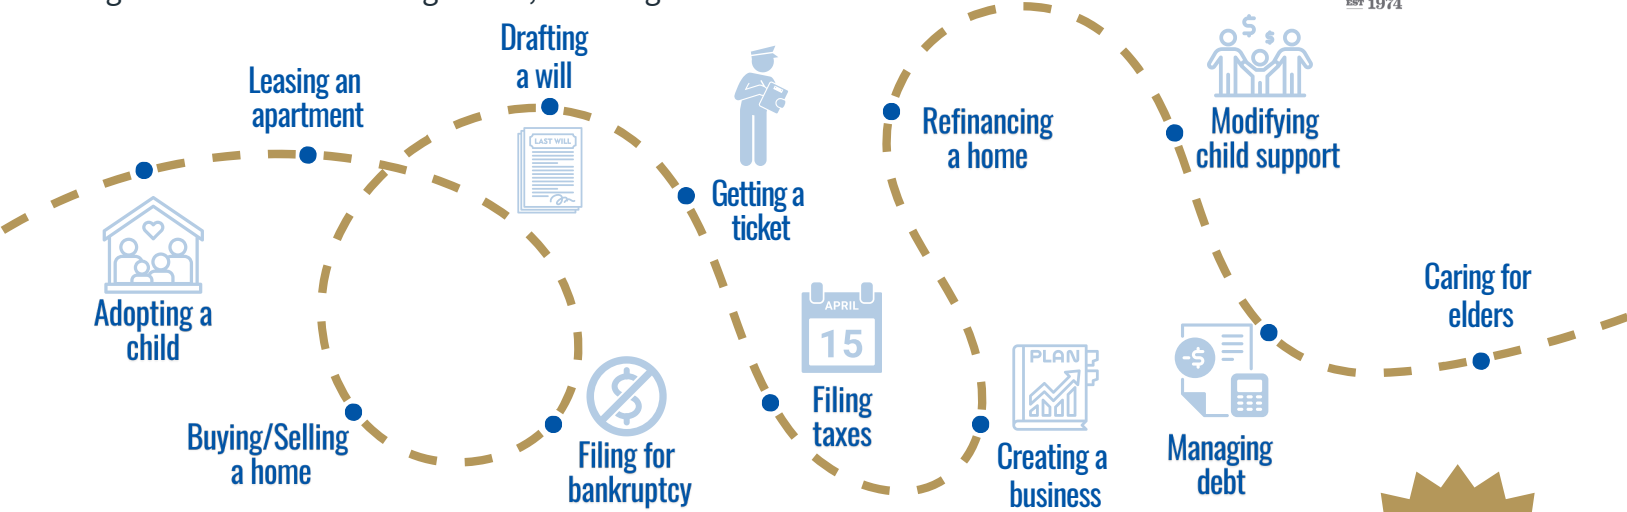 EST 1974
Drafting
a will
Leasing an
apartment
LAST WILL
Refinancing
a home
$
$
Modifying
child support
Getting a
ticket
Adopting a
child
APRIL
15
Filing
taxes
Caring for
elders
PLAN
-$
Buying/Selling
a home
$
Filing for
bankruptcy
Creating a
business
Managing
debt